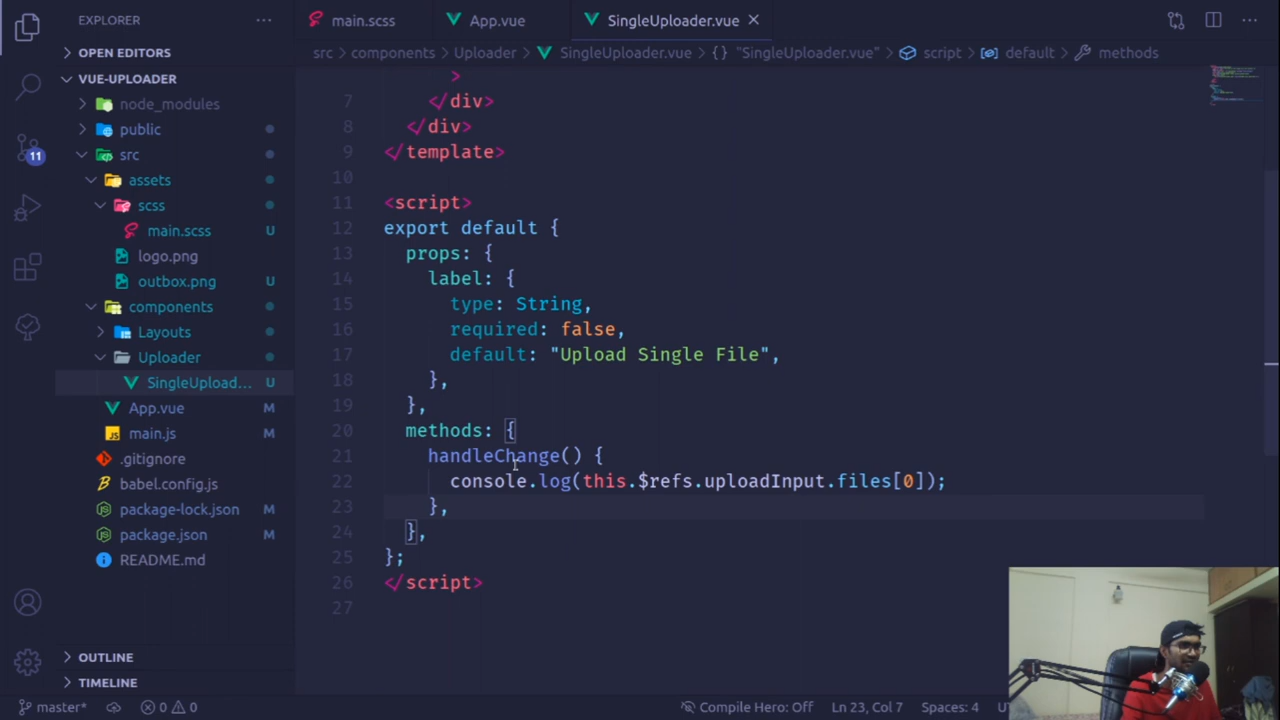 EXPLORER
OPEN EDITORS
VUE-UPLOADER
node_modules
public
src
assets
scss
main.scss U
logo.png
outbox.png U
components
Layouts
Uploader
SingleUpload... U
App.vue M
main.js M
.gitignore
babel.config.js
package-lock.json M
package.json M
README.md
OUTLINE
TIMELINE
11
main.scss App.vue SingleUploader.vue
src components Uploader SingleUploader.vue {} "SingleUploader.vue" script default methods
>
7 </div>
8 </div>
9 </template>
10
11 <script>
12 export default {
13 props: {
14 label: {
15 type: String,
16 required: false,
17 default: "Upload Single File",
18 },
19 },
20 methods: {
21 handleChange() {
22 console.log(this.$refs.uploadInput.files[0]);
23 },
24 },
25 };
26 </script>
27
master* 0 0 Compile Hero: Off Ln 23, Col 7 Spaces: 4